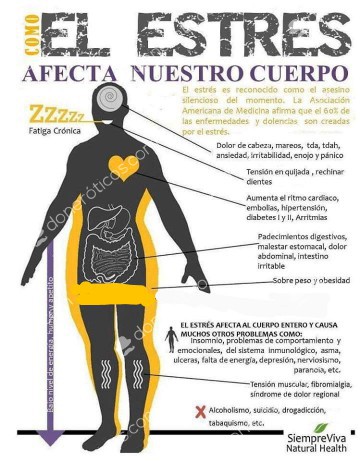 COMO
EL ESTRES
AFECTA NUESTRO CUERPO
El estrés es reconocido como el asesino
silencioso del momento. La Asociación
Americana de Medicina afirma que el 60% de
las enfermedades y dolencias son creadas
por el estrés.
ZZZZZ
Fatiga Crónica
Dolor de cabeza, mareos, tda, tdah,
ansiedad, irritabilidad, enojo y pánico
Tensión en quijada , rechinar
dientes
Aumenta el ritmo cardiaco,
embolias, hipertensión,
diabetes I y II, Arritmias
Padecimientos digestivos,
malestar estomacal, dolor
abdominal, intestino
irritable
Sobre peso y obesidad
Bajo nivel de energía, humor y apetito
EL ESTRÉS AFECTA AL CUERPO ENTERO Y CAUSA
MUCHOS OTROS PROBLEMAS COMO:
Insomnio, problemas de comportamiento y
emocionales, del sistema inmunológico, asma,
ulceras, falta de energía, depresión, nerviosismo,
paranoia, etc.
Tensión muscular, fibromialgia,
síndrome de dolor regional
Alcoholismo, suicidio, drogadicción,
tabaquismo, etc.
SiempreViva
Natural Health